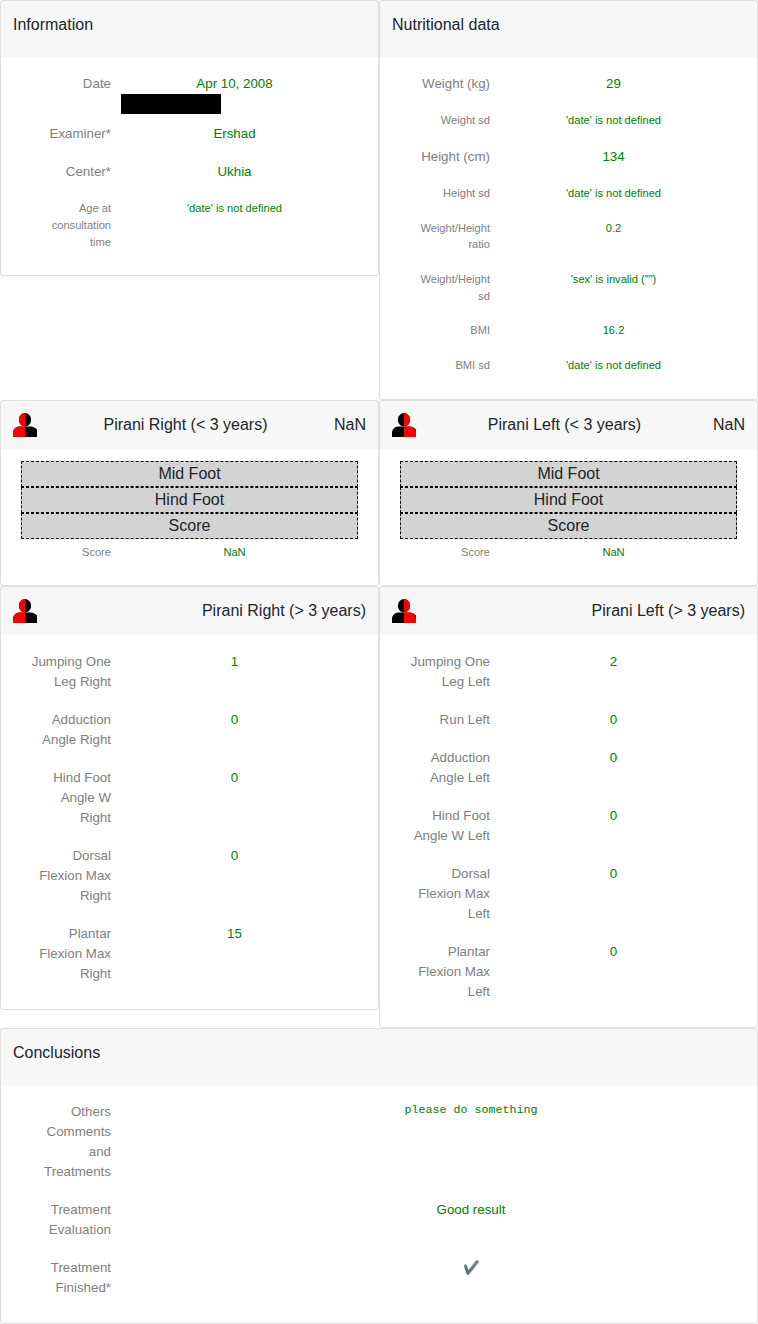 Information
Date
Apr 10, 2008
Examiner*
Ershad
Center*
Ukhia
Age at
consultation
time
'date' is not defined
Nutritional data
Weight (kg)
29
Weight sd
'date' is not defined
Height (cm)
134
Height sd
'date' is not defined
Weight/Height
ratio
0.2
Weight/Height
sd
'sex' is invalid ("")
BMI
16.2
BMI sd
'date' is not defined
Pirani Right (< 3 years)
NaN
Mid Foot
Hind Foot
Score
Score
NaN
Pirani Left (< 3 years)
NaN
Mid Foot
Hind Foot
Score
Score
NaN
Pirani Right (> 3 years)
Jumping One
Leg Right
1
Adduction
Angle Right
0
Hind Foot
Angle W
Right
0
Dorsal
Flexion Max
Right
0
Plantar
Flexion Max
Right
15
Pirani Left (> 3 years)
Jumping One
Leg Left
2
Run Left
0
Adduction
Angle Left
0
Hind Foot
Angle W Left
0
Dorsal
Flexion Max
Left
0
Plantar
Flexion Max
Left
0
Conclusions
Others
Comments
and
Treatments
please do something
Treatment
Evaluation
Good result
Treatment
Finished*
✔